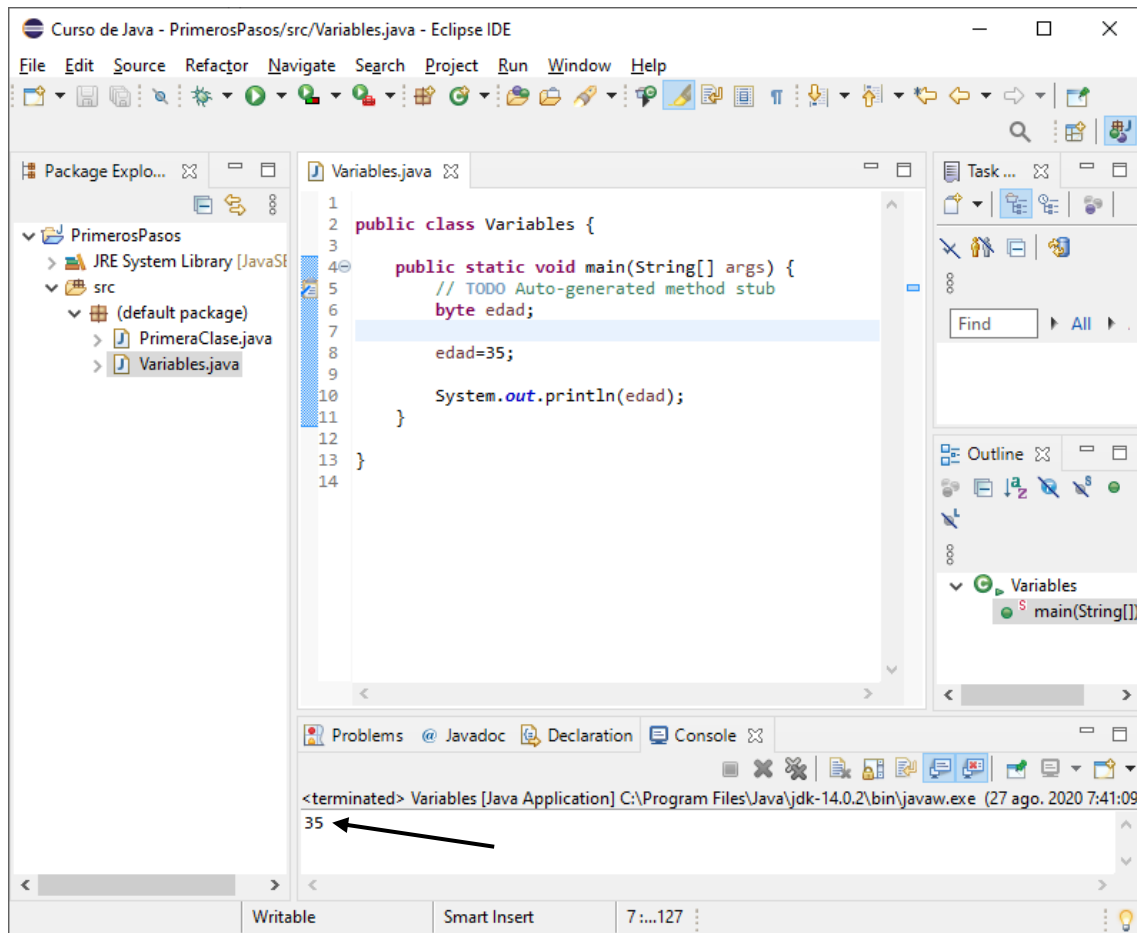 Curso de Java - PrimerosPasos/src/Variables.java - Eclipse IDE
File Edit Source Refactor Navigate Search Project Run Window Help
Package Explo...
PrimerosPasos
JRE System Library [JavaSE
src
(default package)
PrimeraClase.java
Variables.java
Variables.java
1
2 public class Variables {
3
4 public static void main(String[] args) {
5 // TODO Auto-generated method stub
6 byte edad;
7
8 edad=35;
9
10 System.out.println(edad);
11 }
12
13 }
14
Task ...
Find All
Outline
Variables
main(String[])
Problems @ Javadoc Declaration Console
<terminated> Variables [Java Application] C:\Program Files\Java\jdk-14.0.2\bin\javaw.exe (27 ago. 2020 7:41:09
35
Writable Smart Insert 7 :...127